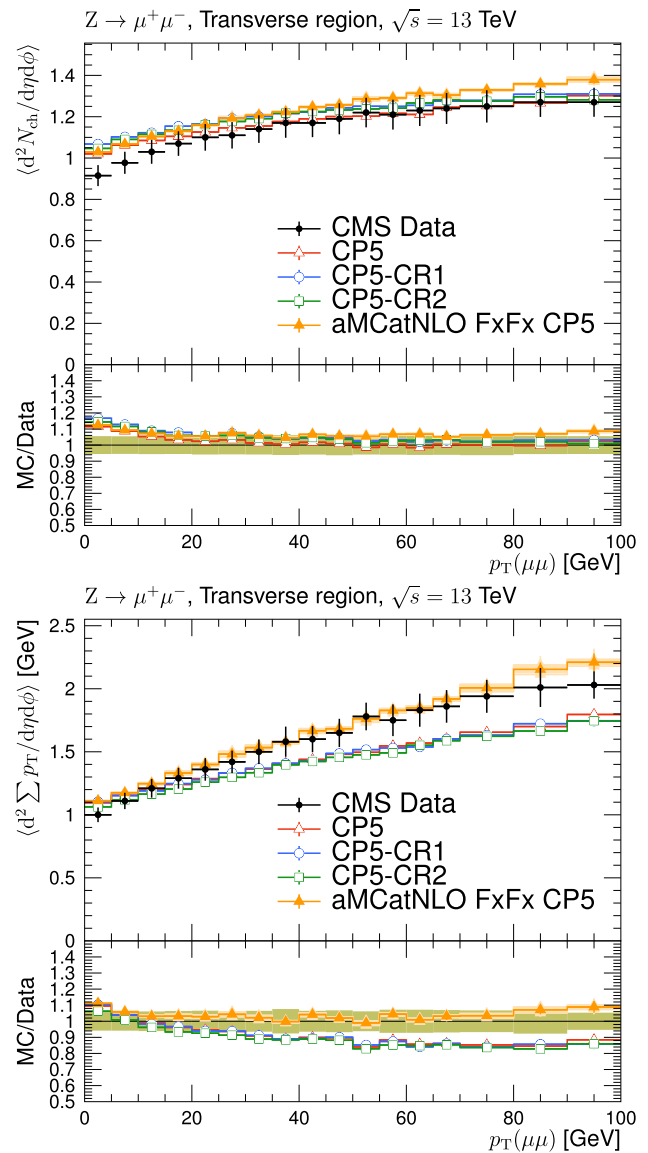 Z → μ⁺μ⁻, Transverse region, √s = 13 TeV
⟨d² N_ch/dηdϕ⟩
1.4
1.2
1
0.8
0.6
0.4
0.2
0
CMS Data
CP5
CP5-CR1
CP5-CR2
aMCatNLO FxFx CP5
MC/Data
1.4
1.3
1.2
1.1
1
0.9
0.8
0.7
0.6
0.5
0 20 40 60 80 100
p_T(μμ) [GeV]
Z → μ⁺μ⁻, Transverse region, √s = 13 TeV
⟨d² ∑ p_T/dηdϕ⟩ [GeV]
2.5
2
1.5
1
0.5
0
CMS Data
CP5
CP5-CR1
CP5-CR2
aMCatNLO FxFx CP5
MC/Data
1.4
1.3
1.2
1.1
1
0.9
0.8
0.7
0.6
0.5
0 20 40 60 80 100
p_T(μμ) [GeV]